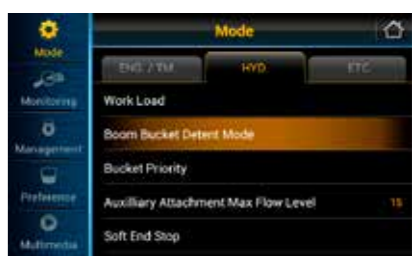 Mode
Mode
ENG. / TM
HYD
ETC
Monitoring
Work Load
Management
Boom Bucket Detent Mode
Bucket Priority
Preference
Auxilliary Attachment Max Flow Level 15
Multimedia
Soft End Stop